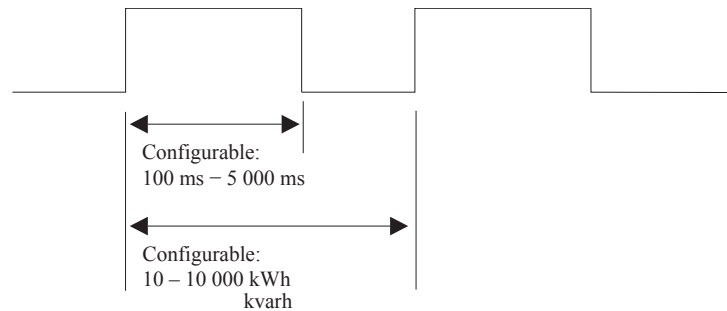 Configurable:
100 ms − 5 000 ms
Configurable:
10 – 10 000 kWh
kvarh